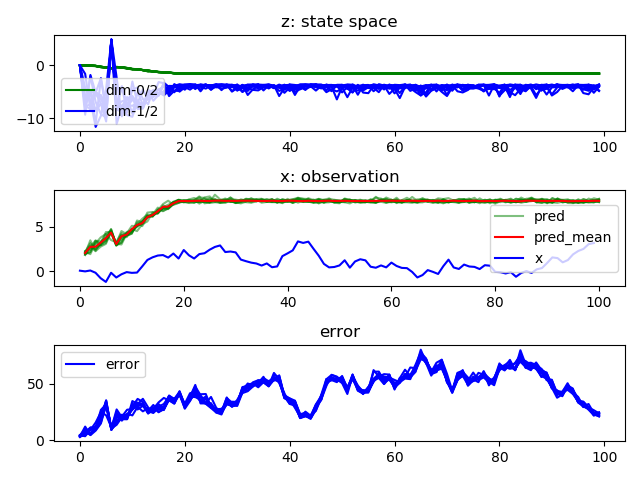 z: state space
0
−10
dim-0/2
dim-1/2
0 20 40 60 80 100
x: observation
5
0
pred
pred_mean
x
0 20 40 60 80 100
error
50
0
error
0 20 40 60 80 100